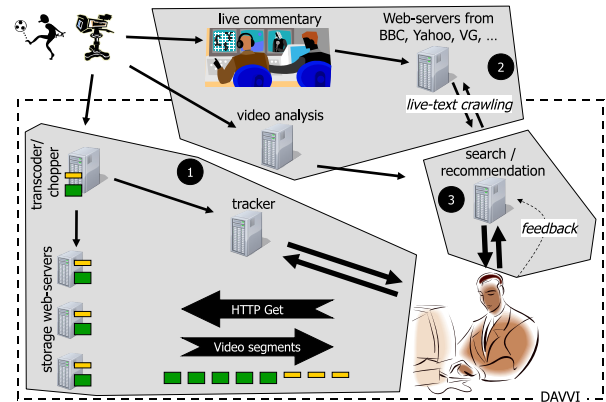 live commentary
Web-servers from
BBC, Yahoo, VG, ...
2
live-text crawling
video analysis
transcoder/
chopper
1
search /
recommendation
3
tracker
feedback
storage web-servers
HTTP Get
Video segments
DAVVI